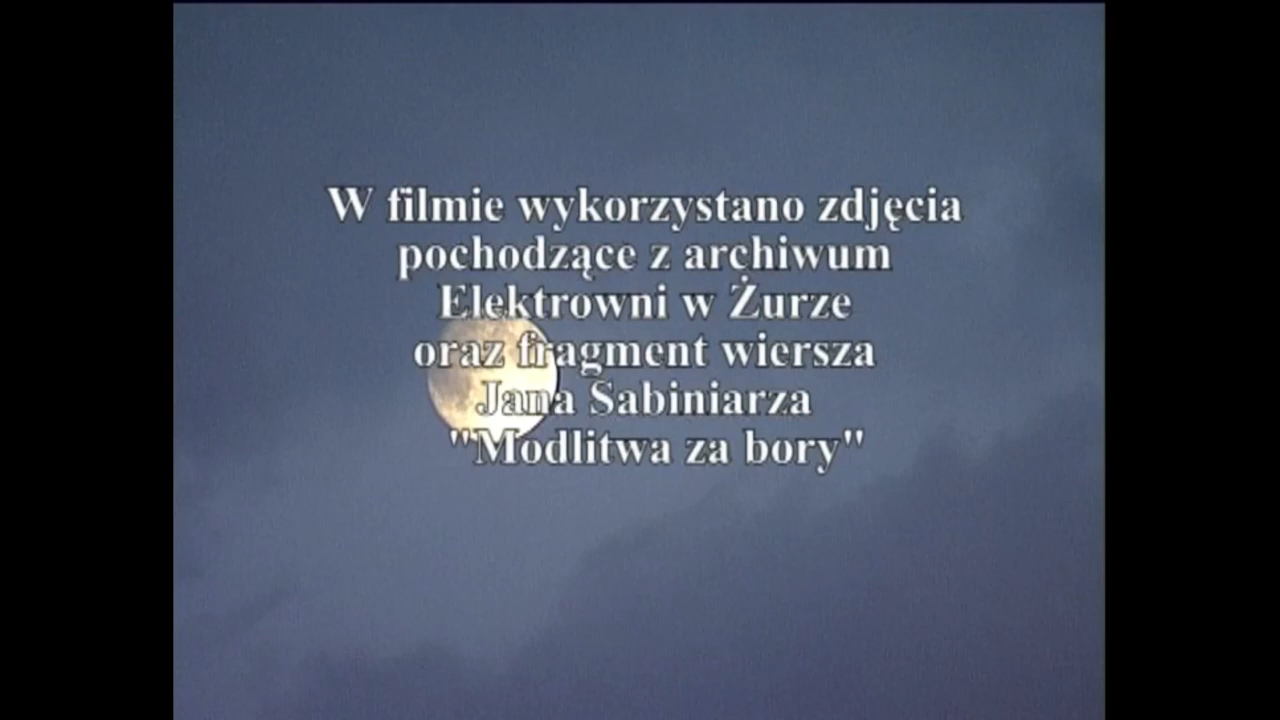 W filmie wykorzystano zdjęcia
pochodzące z archiwum
Elektrowni w Żurze
oraz fragment wiersza
Jana Sabiniarza
"Modlitwa za bory"